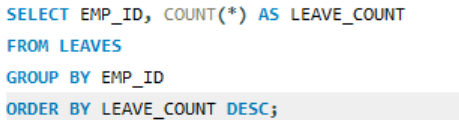 SELECT EMP_ID, COUNT(*) AS LEAVE_COUNT
FROM LEAVES
GROUP BY EMP_ID
ORDER BY LEAVE_COUNT DESC;